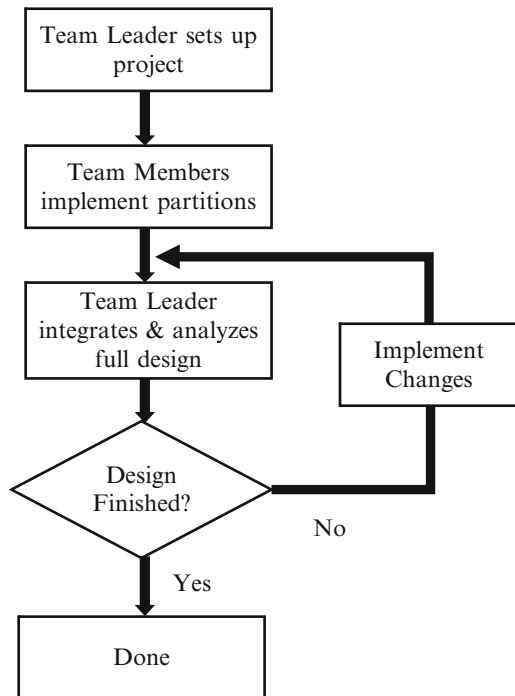 Team Leader sets up
project
Team Members
implement partitions
Team Leader
integrates & analyzes
full design
Implement
Changes
Design
Finished?
No
Yes
Done